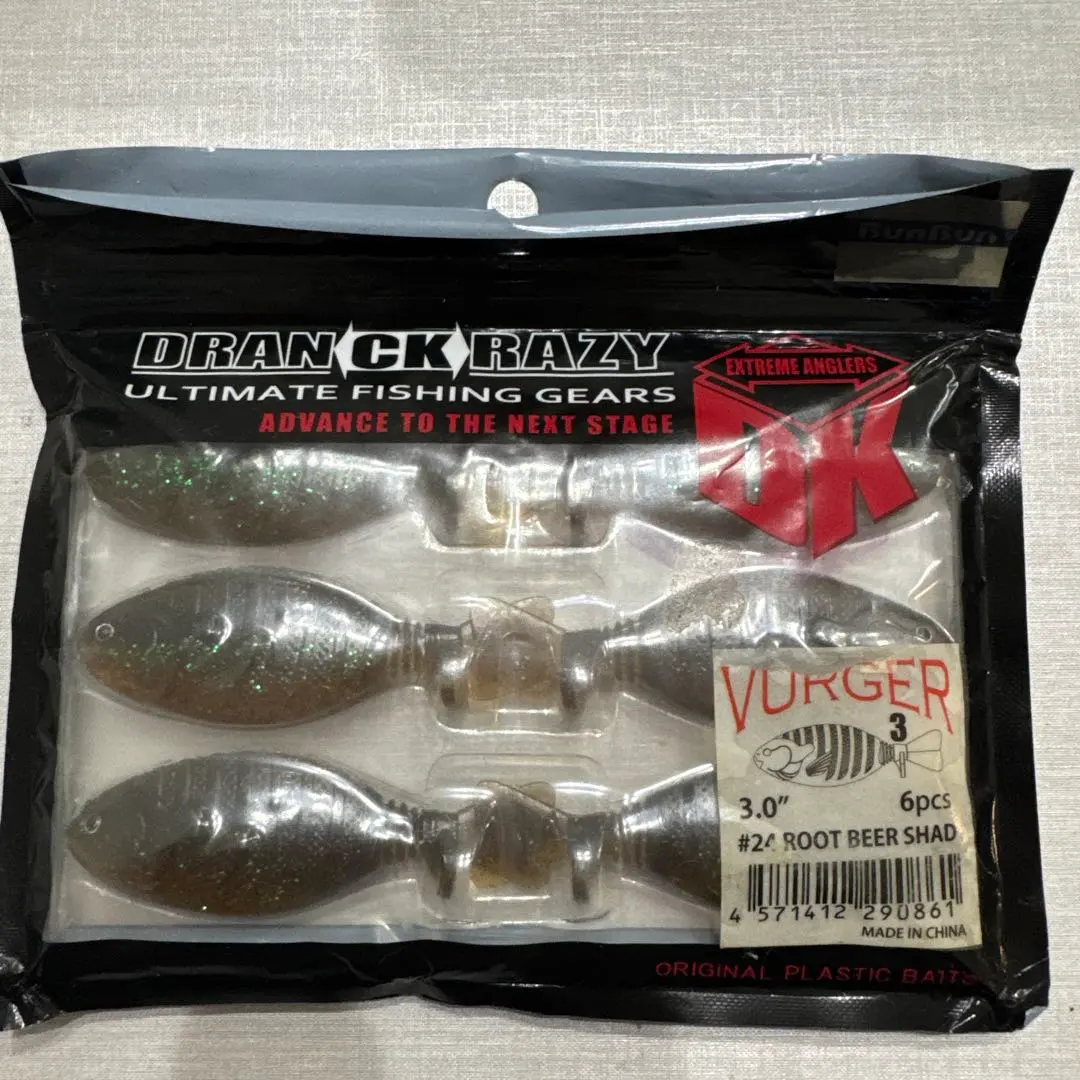 DRANCKRAZY
ULTIMATE FISHING GEARS
ADVANCE TO THE NEXT STAGE
EXTREME ANGLERS
DK
VURGER
3
3.0" 6pcs
#24 ROOT BEER SHAD
4 571412 290861
MADE IN CHINA
ORIGINAL PLASTIC BAITS